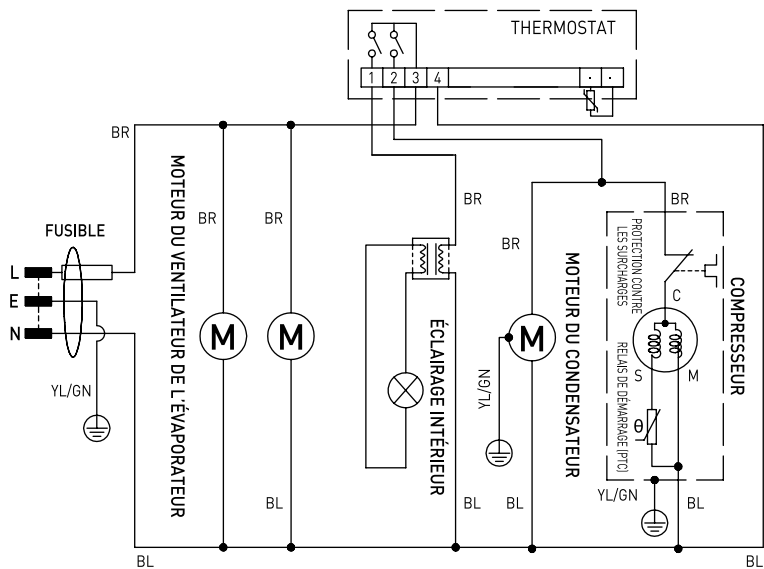 THERMOSTAT
1 2 3 4
BR
FUSIBLE
L
E
N
YL/GN
MOTEUR DU VENTILATEUR DE L'ÉVAPORATEUR
BR
BR
M
M
BL
BL
BR
ÉCLAIRAGE INTÉRIEUR
BL
BR
M
YL/GN
MOTEUR DU CONDENSATEUR
BL
BR
PROTECTION CONTRE
LES SURCHARGES
COMPRESSEUR
C
S
M
RELAIS DE DÉMARRAGE (PTC)
θ
YL/GN
BL
BL